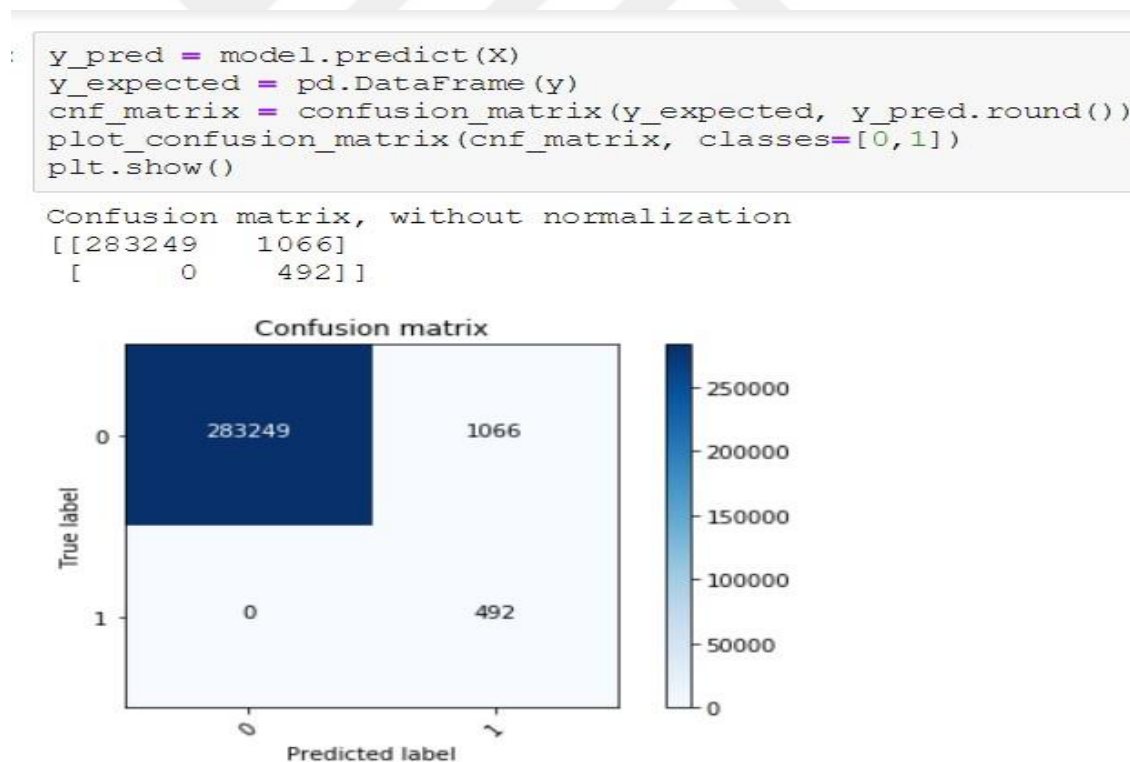 y_pred = model.predict(X)
y_expected = pd.DataFrame(y)
cnf_matrix = confusion_matrix(y_expected, y_pred.round())
plot_confusion_matrix(cnf_matrix, classes=[0,1])
plt.show()
Confusion matrix, without normalization
[[283249   1066]
 [     0    492]]
Confusion matrix
283249 1066
0 492
0
1
True label
0 1
Predicted label
250000
200000
150000
100000
50000
0